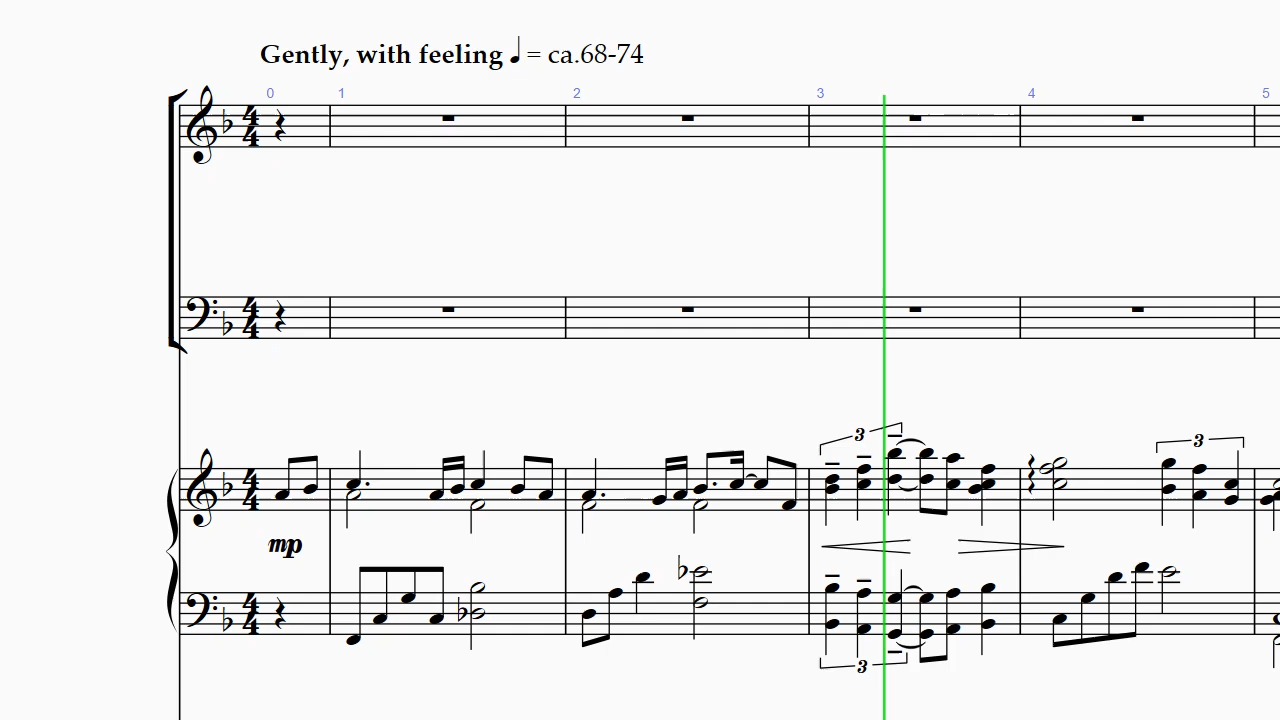 Gently, with feeling ♩ = ca.68-74
0 1 2 3 4 5
3 3
mp
3